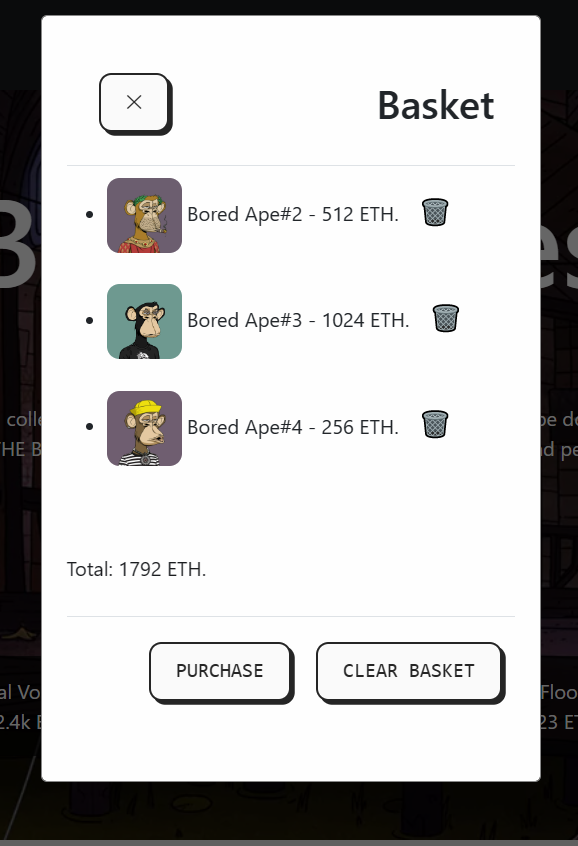 Basket
Bored Ape#2 - 512 ETH.
Bored Ape#3 - 1024 ETH.
Bored Ape#4 - 256 ETH.
Total: 1792 ETH.
PURCHASE
CLEAR BASKET